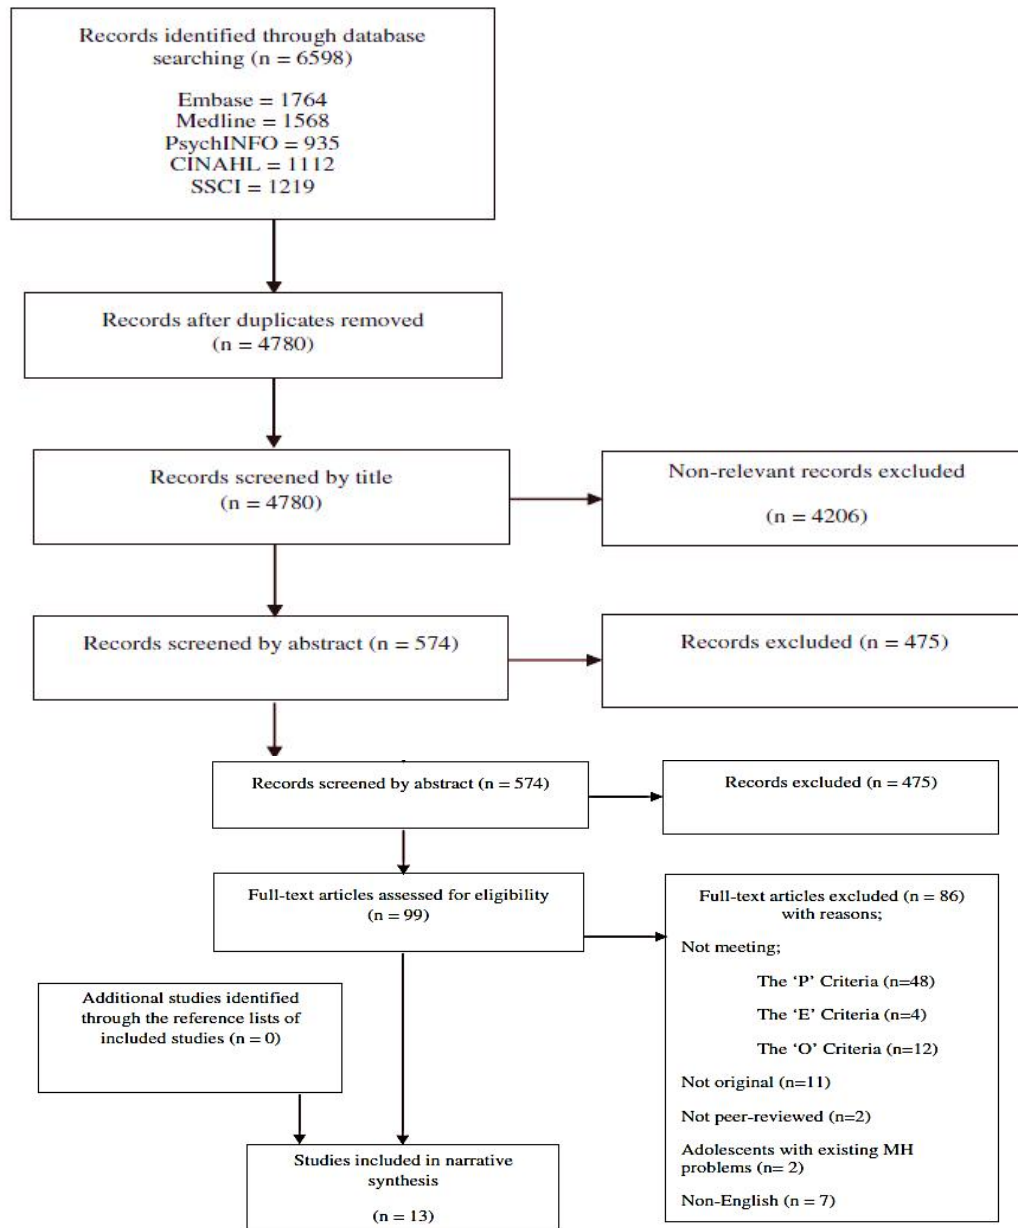 Records identified through database
searching (n = 6598)
Embase = 1764
Medline = 1568
PsychINFO = 935
CINAHL = 1112
SSCI = 1219
Records after duplicates removed
(n = 4780)
Records screened by title
(n = 4780)
Non-relevant records excluded
(n = 4206)
Records screened by abstract (n = 574)
Records excluded (n = 475)
Records screened by abstract (n = 574)
Records excluded (n = 475)
Full-text articles assessed for eligibility
(n = 99)
Full-text articles excluded (n = 86)
with reasons;
Not meeting;
The ‘P’ Criteria (n=48)
The ‘E’ Criteria (n=4)
The ‘O’ Criteria (n=12)
Not original (n=11)
Not peer-reviewed (n=2)
Adolescents with existing MH
problems (n= 2)
Non-English (n = 7)
Additional studies identified
through the reference lists of
included studies (n = 0)
Studies included in narrative
synthesis
(n = 13)